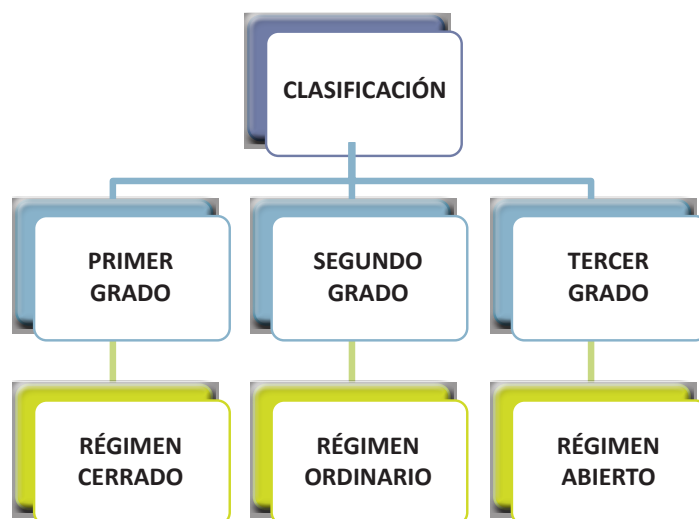 CLASIFICACIÓN
PRIMER
GRADO
SEGUNDO
GRADO
TERCER
GRADO
RÉGIMEN
CERRADO
RÉGIMEN
ORDINARIO
RÉGIMEN
ABIERTO